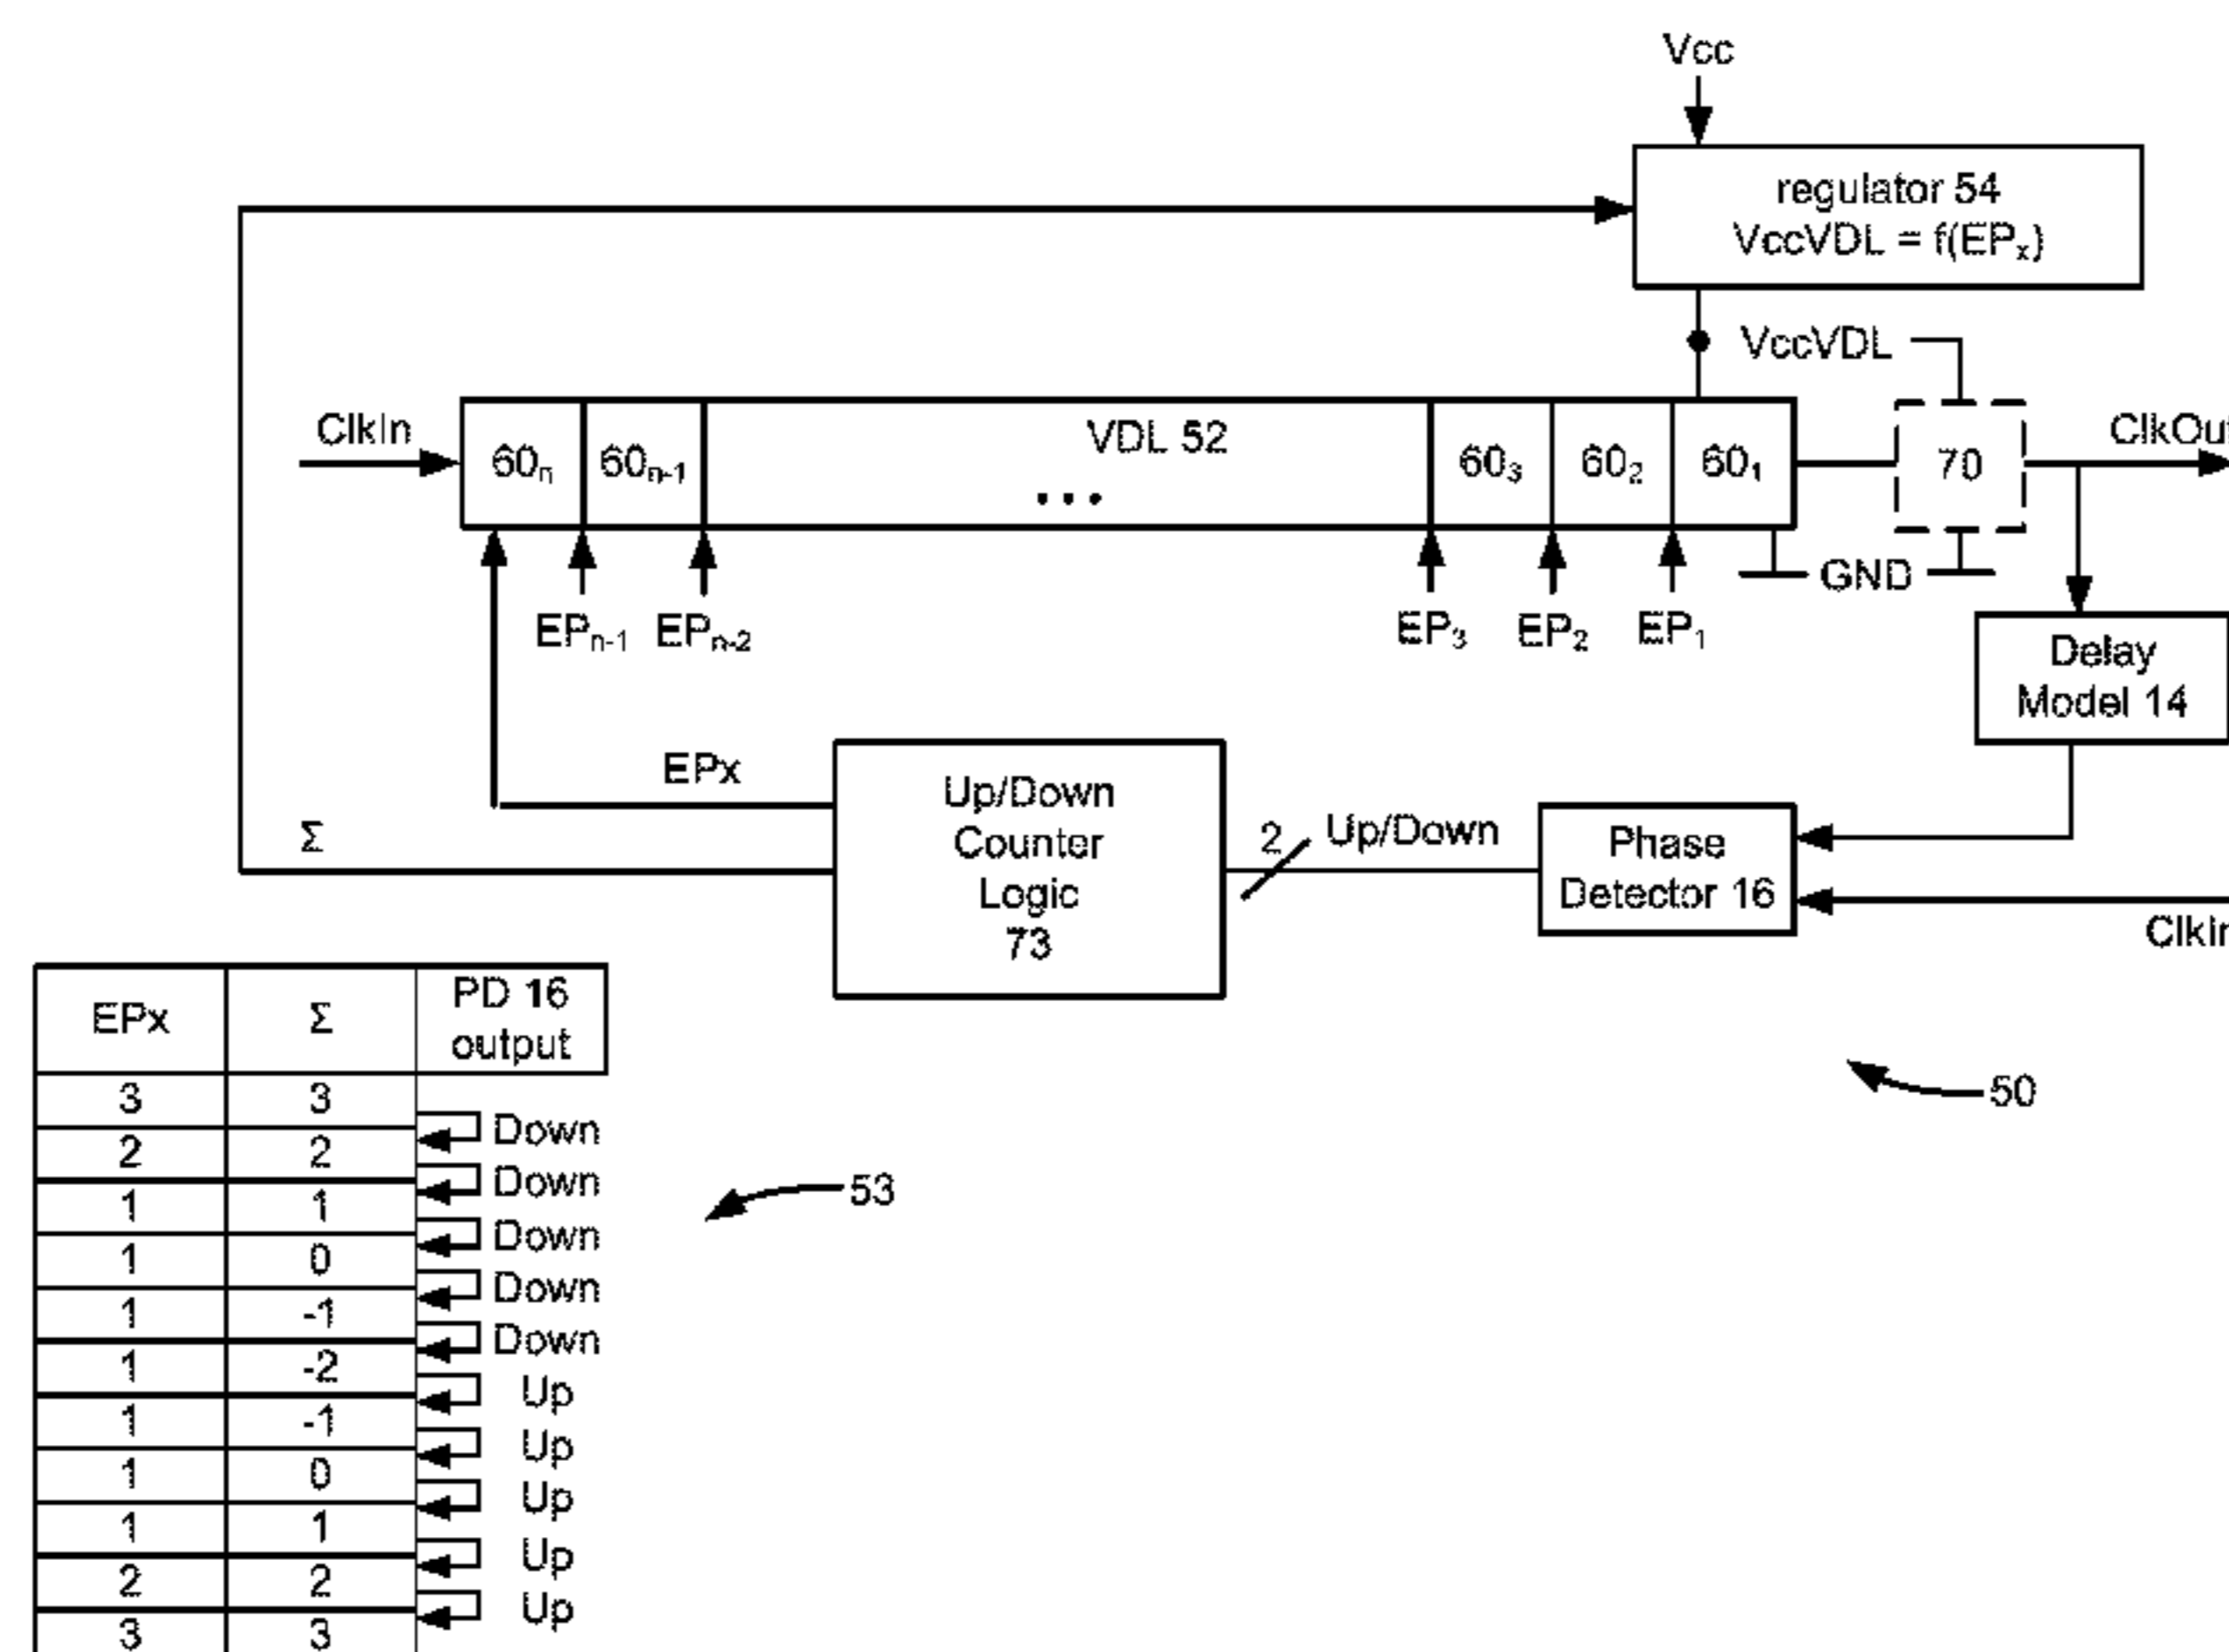 Vcc
regulator 54
VccVDL = f(EPx)
VccVDL
ClkIn
60n
60n-1
VDL 52
...
603
602
601
70
ClkOut
EPn-1
EPn-2
EP3
EP2
EP1
GND
Delay
Model 14
EPx
Σ
Up/Down
Counter
Logic
73
2
Up/Down
Phase
Detector 16
ClkIn
EPx Σ PD 16
output
3 3
Down
2 2
Down
1 1
Down
1 0
Down
1 -1
Down
1 -2
Up
1 -1
Up
1 0
Up
1 1
Up
2 2
Up
3 3
53
50